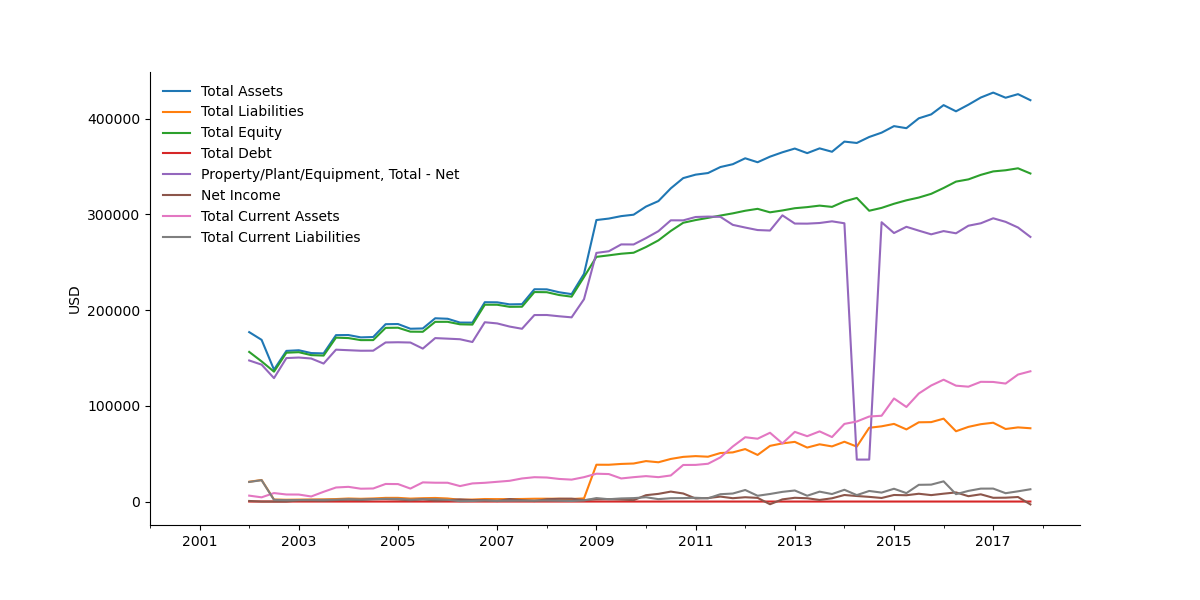 Total Assets
Total Liabilities
Total Equity
Total Debt
Property/Plant/Equipment, Total - Net
Net Income
Total Current Assets
Total Current Liabilities
USD
400000
300000
200000
100000
0
2001 2003 2005 2007 2009 2011 2013 2015 2017